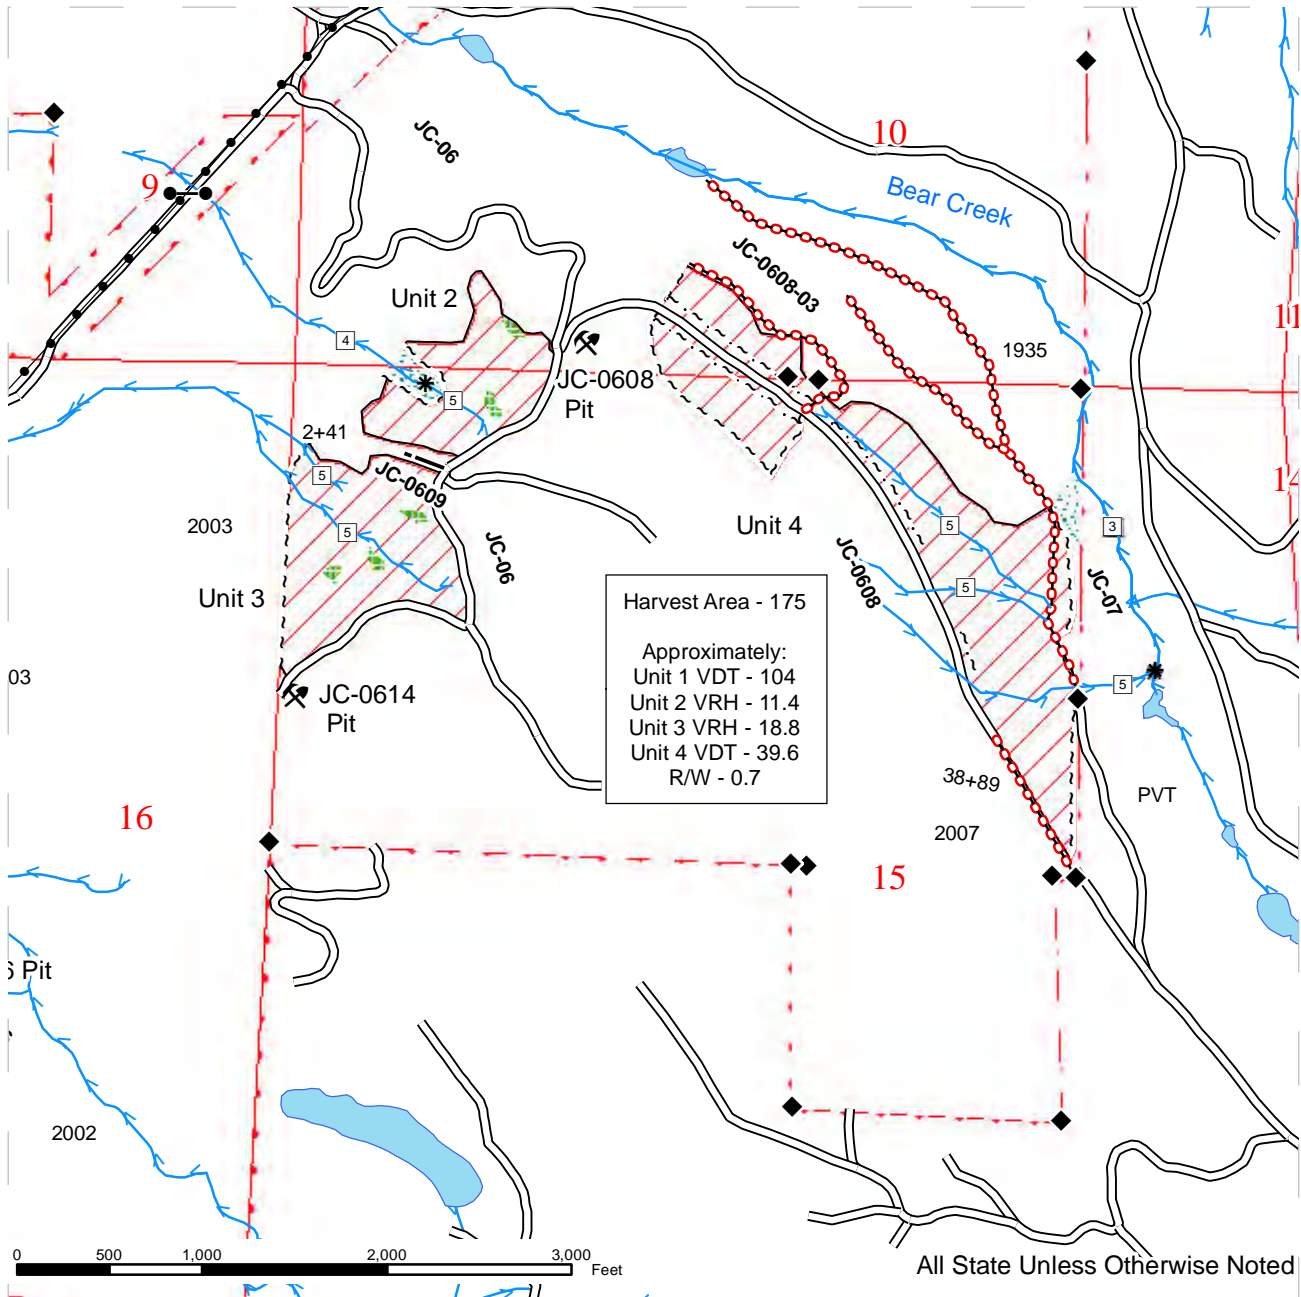 10
JC-06
9
Bear Creek
JC-0608-03
Unit 2
11
4
1935
JC-0608
Pit
5
2+41
5
JC-0609
14
2003
5
Unit 4
5
3
JC-06
JC-0608
JC-07
5
Unit 3
Harvest Area - 175
Approximately:
Unit 1 VDT - 104
Unit 2 VRH - 11.4
Unit 3 VRH - 18.8
Unit 4 VDT - 39.6
R/W - 0.7
03
5
JC-0614
Pit
38+89
PVT
16
2007
15
6 Pit
2002
0
500
1,000
2,000
3,000
Feet
All State Unless Otherwise Noted